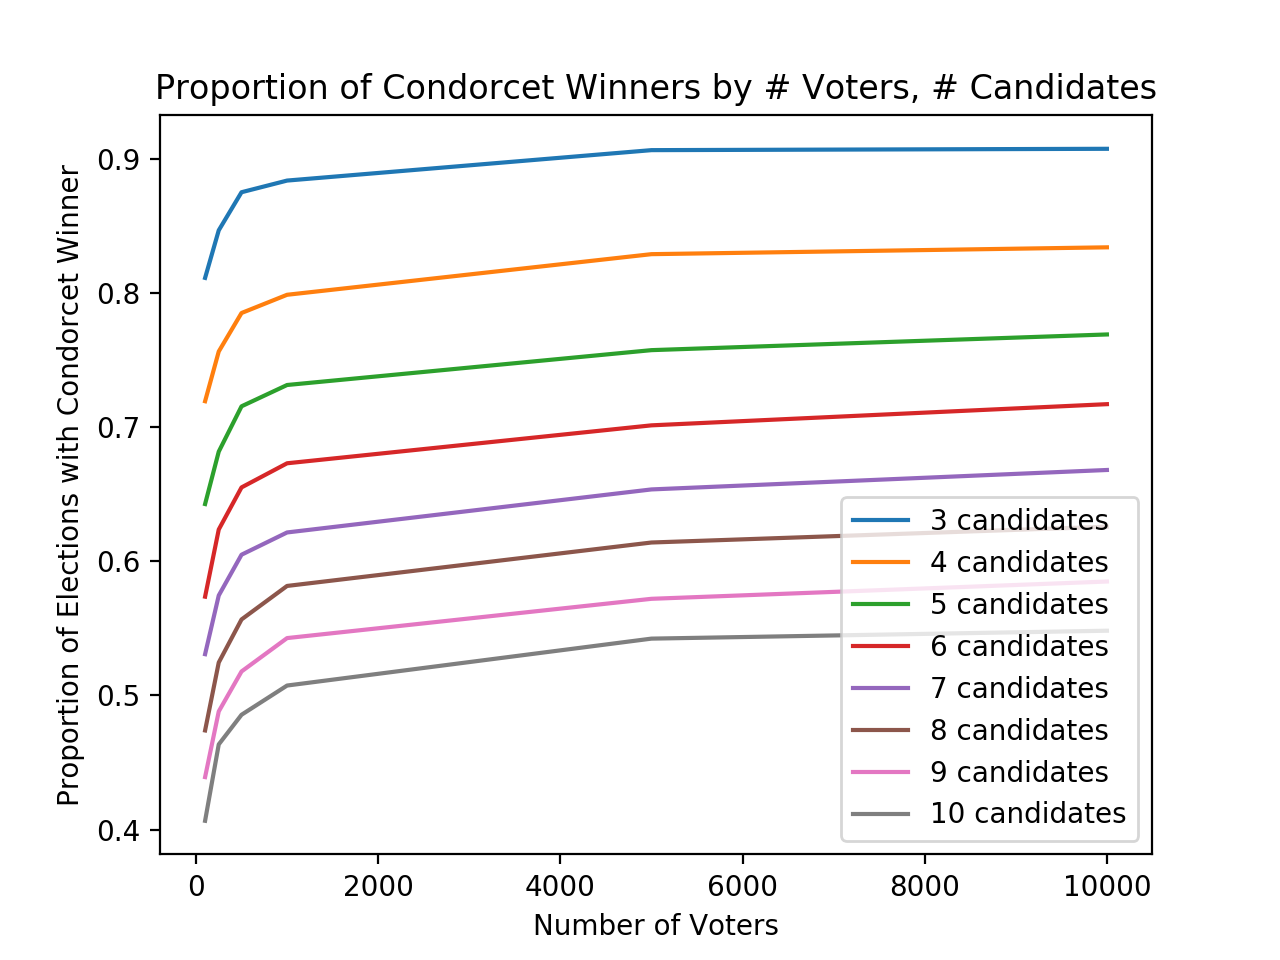 Proportion of Condorcet Winners by # Voters, # Candidates
Proportion of Elections with Condorcet Winner
0.9
0.8
0.7
0.6
0.5
0.4
3 candidates
4 candidates
5 candidates
6 candidates
7 candidates
8 candidates
9 candidates
10 candidates
0 2000 4000 6000 8000 10000
Number of Voters